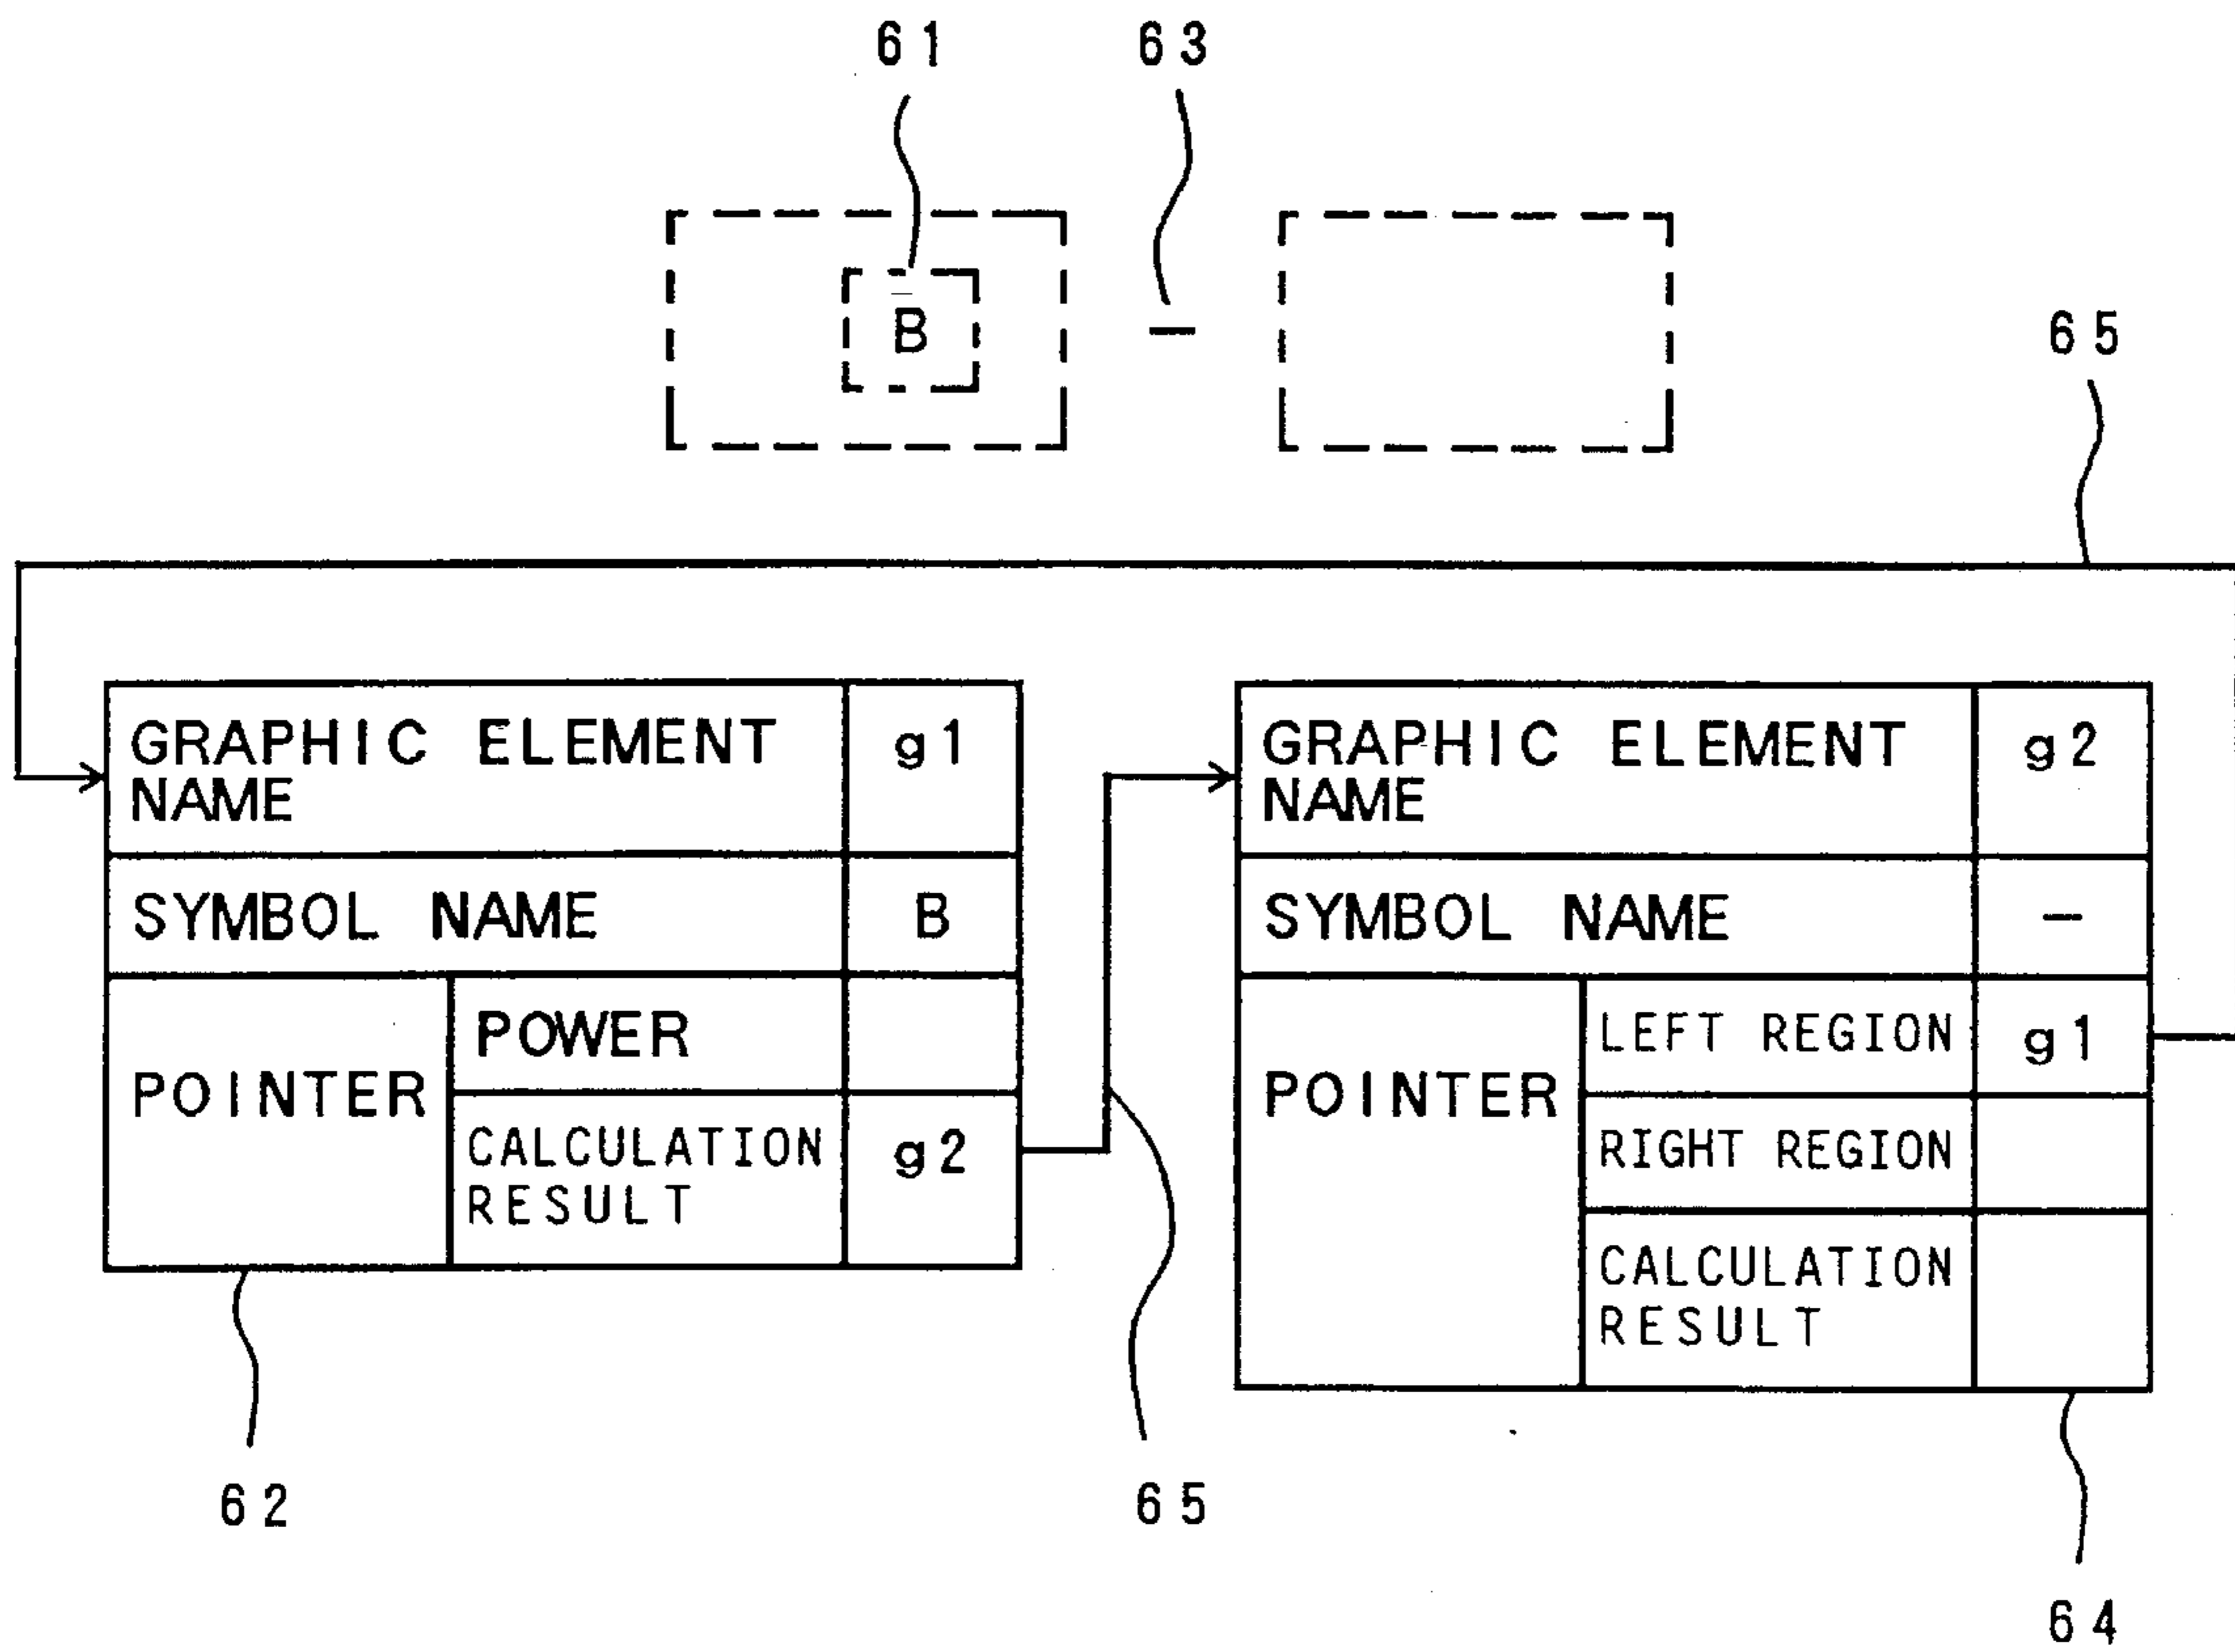 61 63
B —
65
GRAPHIC ELEMENT NAME g1
SYMBOL NAME B
POINTER
POWER
CALCULATION RESULT g2
GRAPHIC ELEMENT NAME g2
SYMBOL NAME —
POINTER
LEFT REGION g1
RIGHT REGION
CALCULATION RESULT
62
65
64